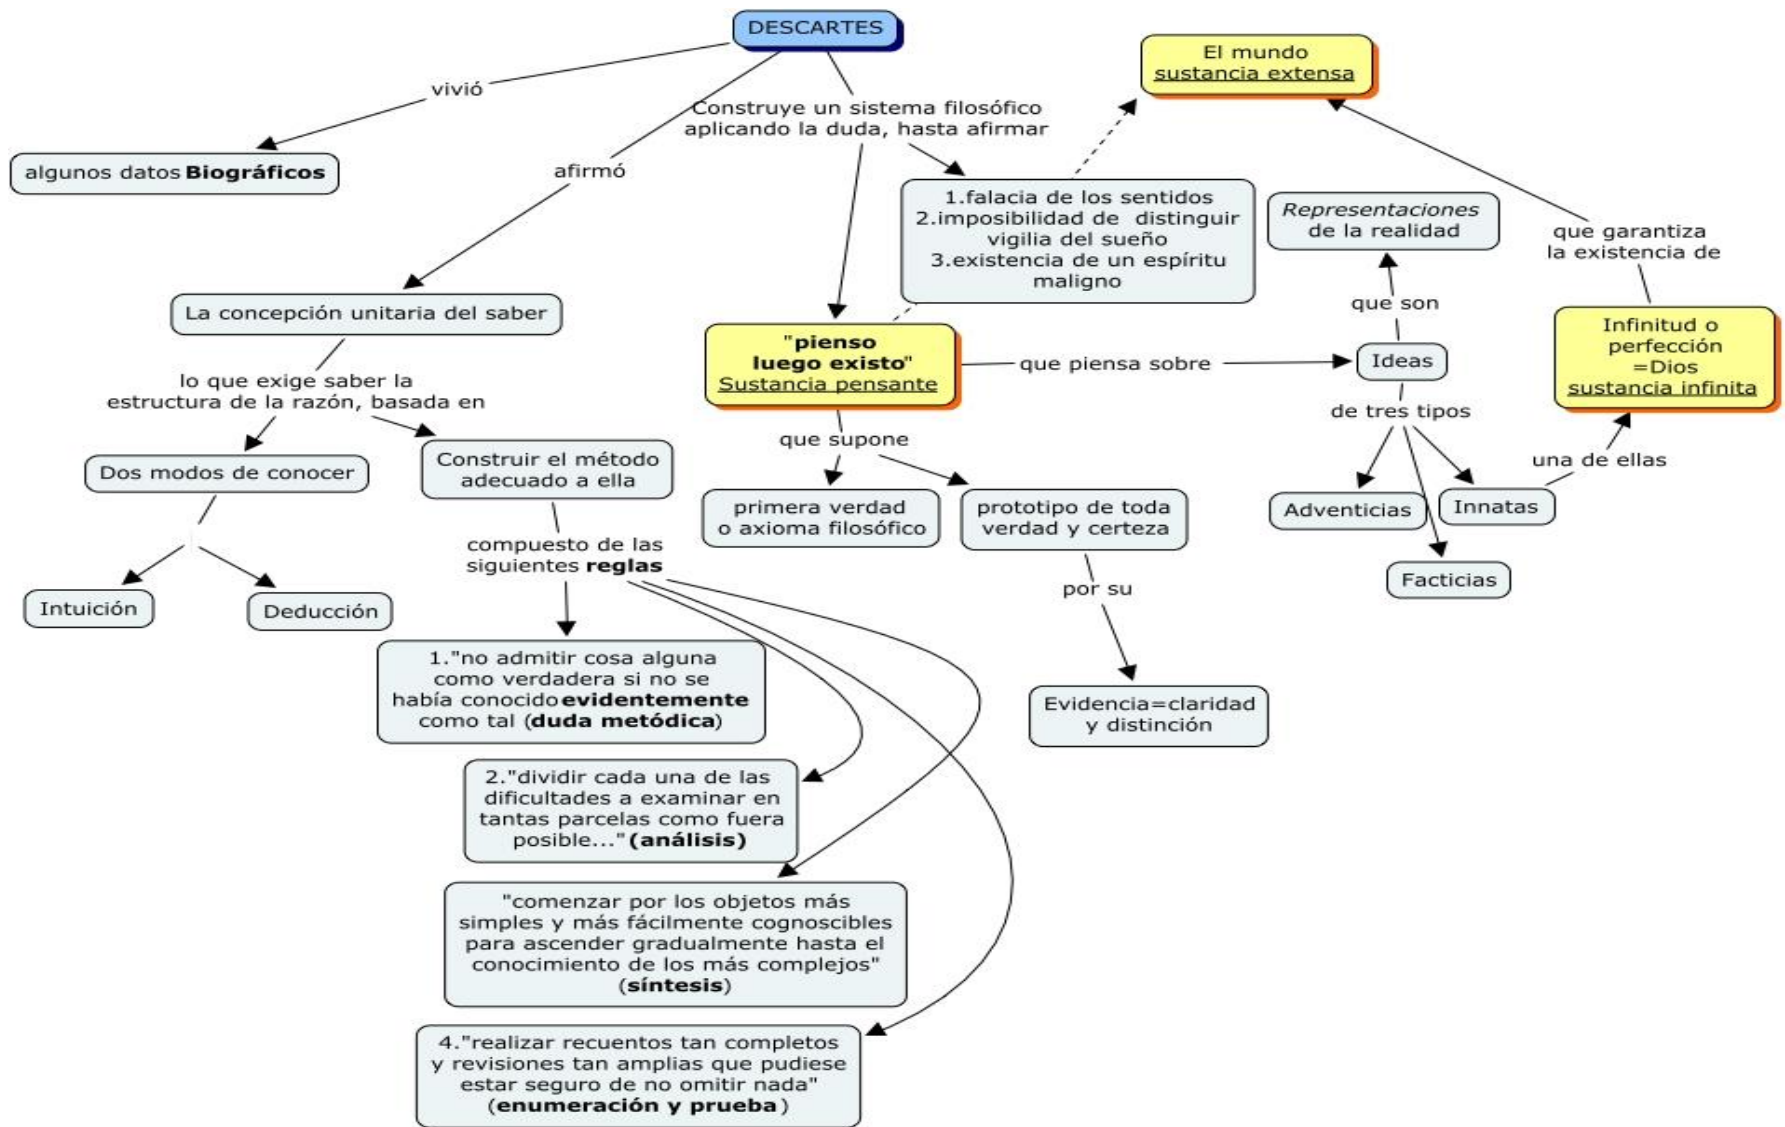 DESCARTES
El mundo
sustancia extensa
vivió
Construye un sistema filosófico
aplicando la duda, hasta afirmar
algunos datos Biográficos
afirmó
1.falacia de los sentidos
2.imposibilidad de distinguir
vigilia del sueño
3.existencia de un espíritu
maligno
Representaciones
de la realidad
que garantiza
la existencia de
La concepción unitaria del saber
que son
"pienso
luego existo"
Sustancia pensante
que piensa sobre
Ideas
Infinitud o
perfección
=Dios
sustancia infinita
lo que exige saber la
estructura de la razón, basada en
de tres tipos
que supone
una de ellas
Dos modos de conocer
Construir el método
adecuado a ella
primera verdad
o axioma filosófico
prototipo de toda
verdad y certeza
Adventicias
Innatas
compuesto de las
siguientes reglas
Facticias
por su
Intuición
Deducción
1."no admitir cosa alguna
como verdadera si no se
había conocido evidentemente
como tal (duda metódica)
Evidencia=claridad
y distinción
2."dividir cada una de las
dificultades a examinar en
tantas parcelas como fuera
posible..." (análisis)
"comenzar por los objetos más
simples y más fácilmente cognoscibles
para ascender gradualmente hasta el
conocimiento de los más complejos"
(síntesis)
4."realizar recuentos tan completos
y revisiones tan amplias que pudiese
estar seguro de no omitir nada"
(enumeración y prueba)